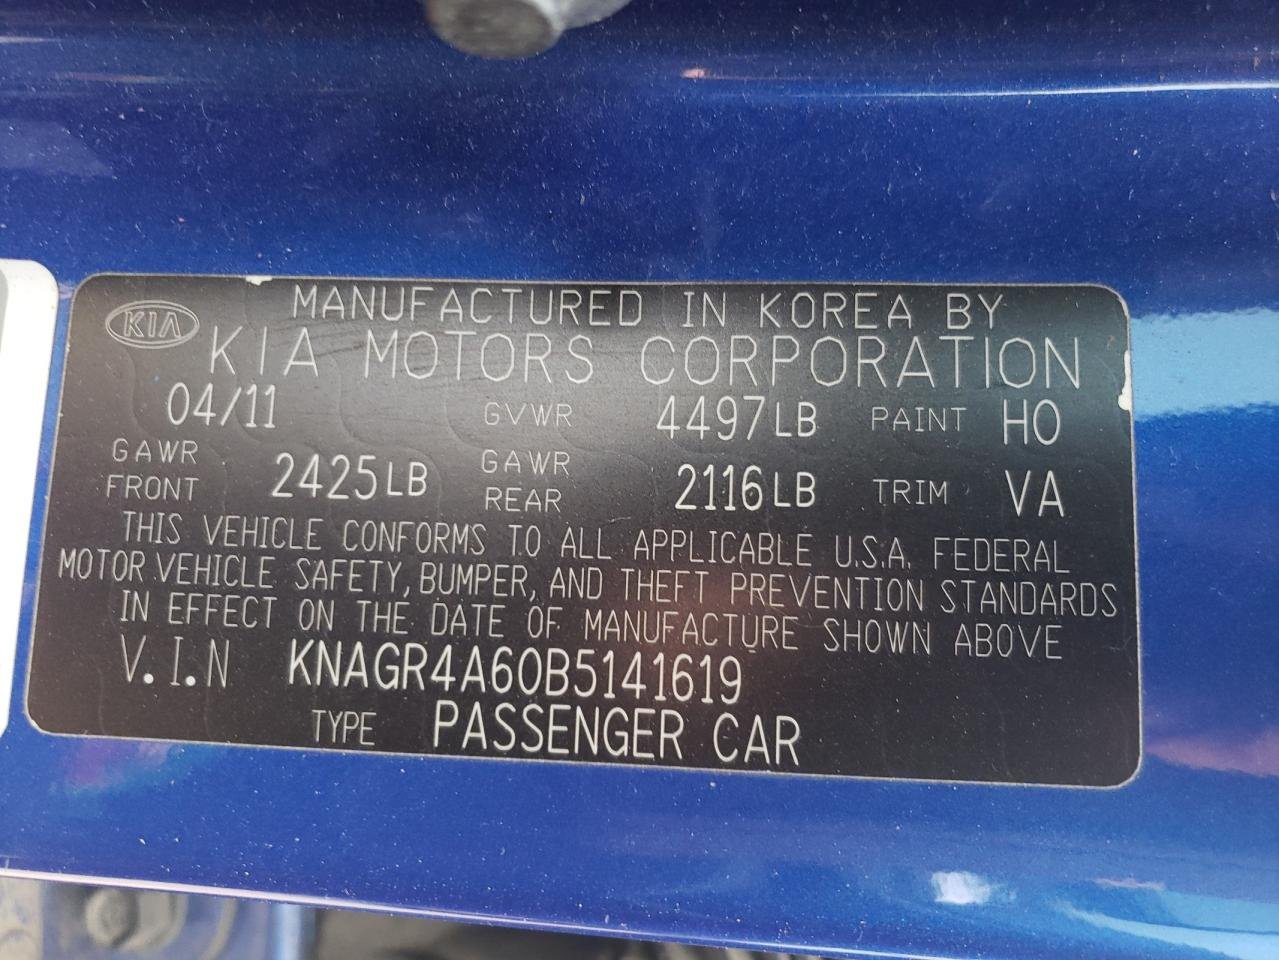 MANUFACTURED IN KOREA BY
KIA KIA MOTORS CORPORATION
04/11 GVWR 4497LB PAINT HO
GAWR FRONT 2425LB GAWR REAR 2116LB TRIM VA
THIS VEHICLE CONFORMS TO ALL APPLICABLE U.S.A. FEDERAL
MOTOR VEHICLE SAFETY, BUMPER, AND THEFT PREVENTION STANDARDS
IN EFFECT ON THE DATE OF MANUFACTURE SHOWN ABOVE
V.I.N KNAGR4A60B5141619
TYPE PASSENGER CAR